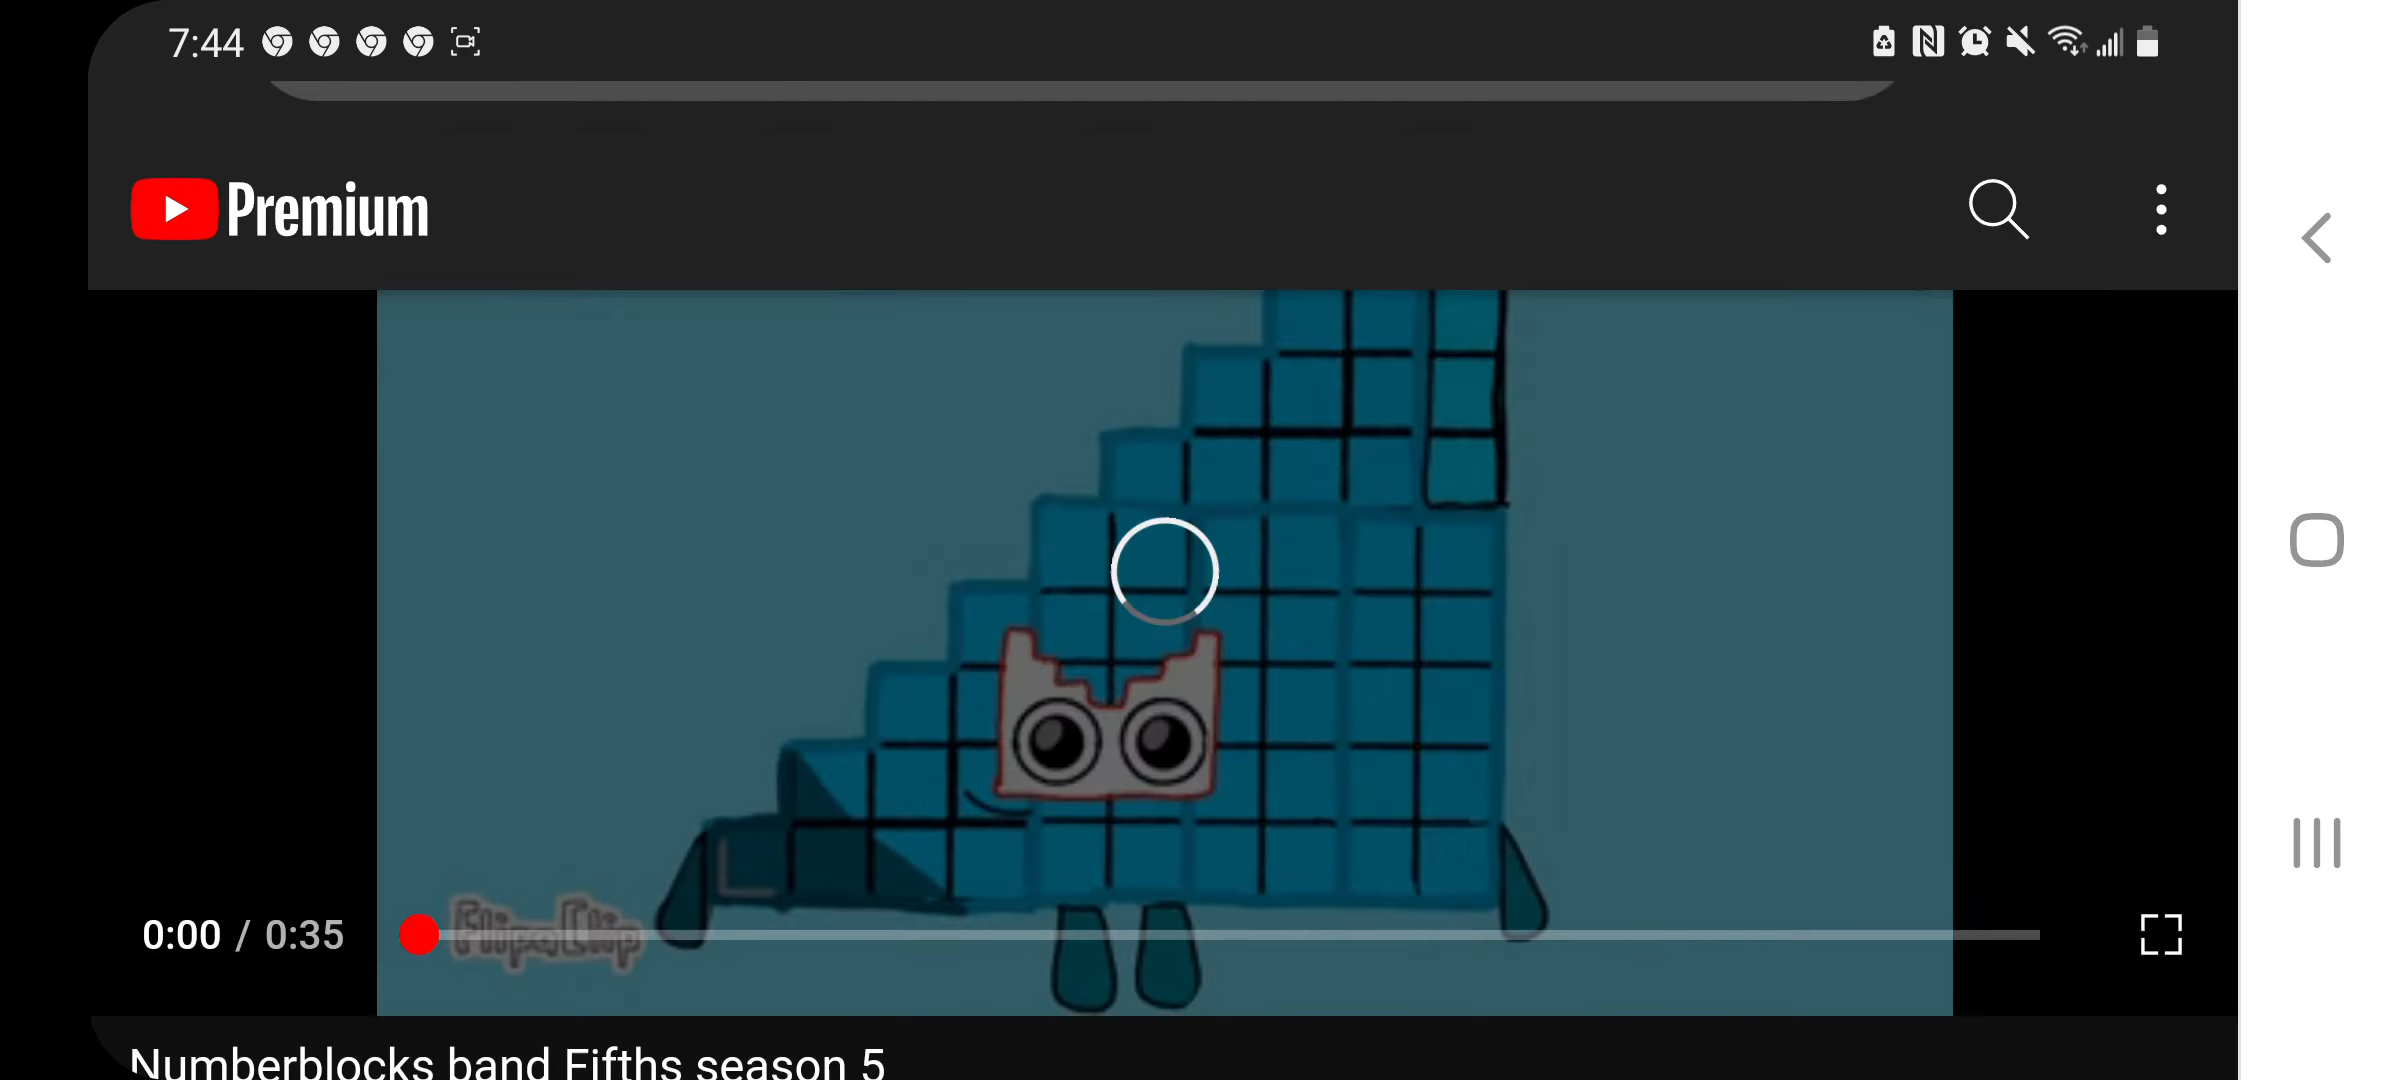 7:44
Premium
0:00 / 0:35
FlipaClip
Numberblocks band Fifths season 5